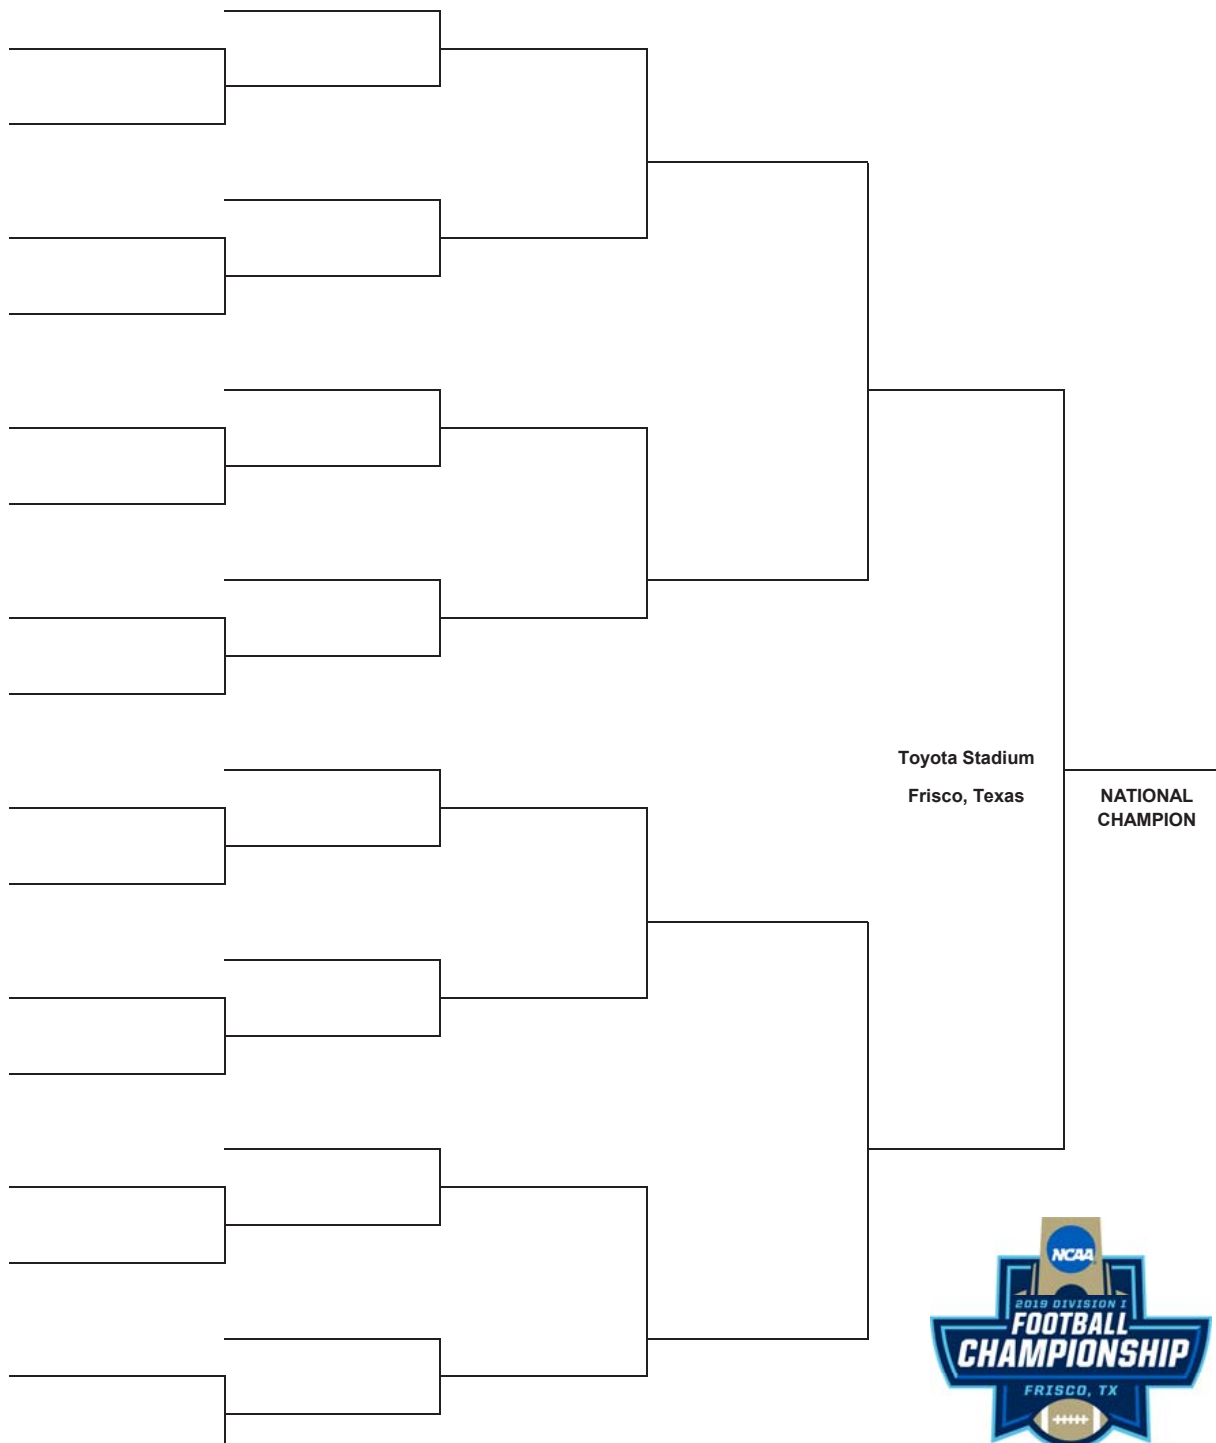 Toyota Stadium
Frisco, Texas
NATIONAL
CHAMPION
NCAA
2019 DIVISION I
FOOTBALL
CHAMPIONSHIP
FRISCO, TX